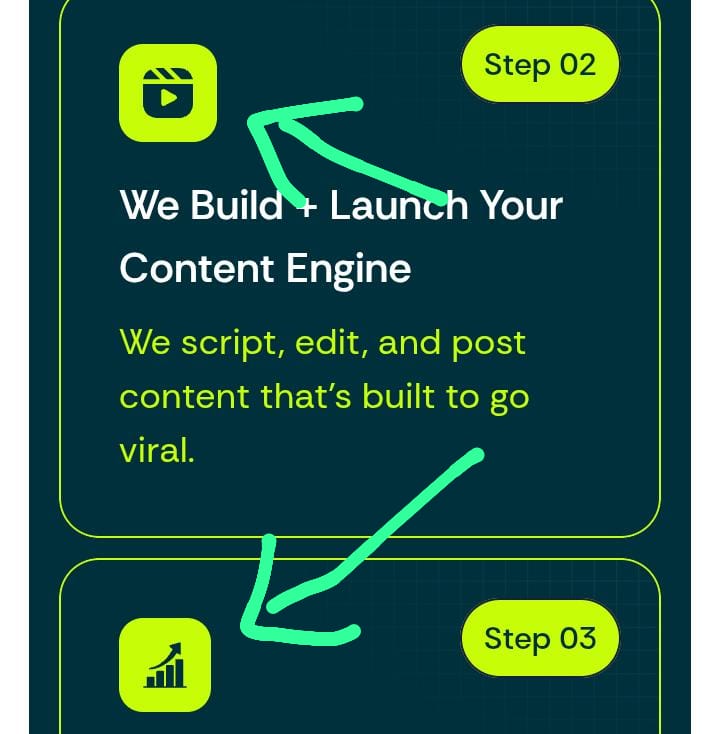 Step 02
We Build + Launch Your
Content Engine
We script, edit, and post
content that’s built to go
viral.
Step 03